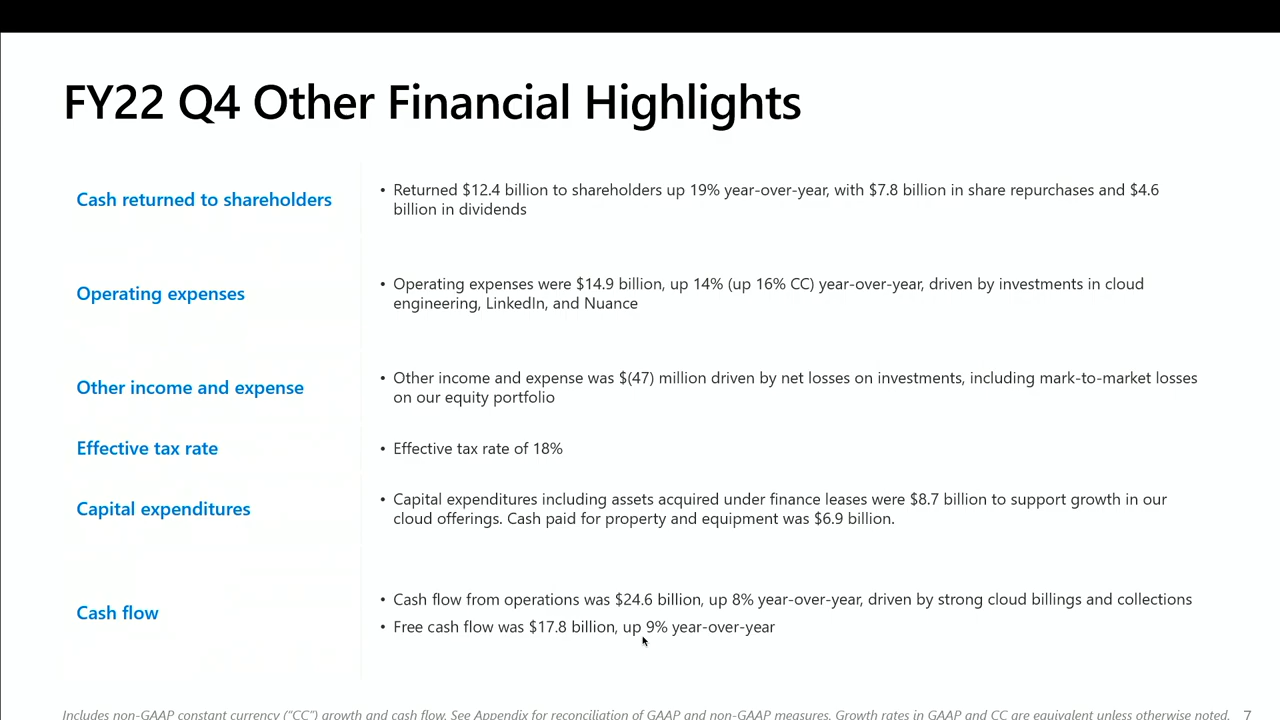 FY22 Q4 Other Financial Highlights
Cash returned to shareholders
• Returned $12.4 billion to shareholders up 19% year-over-year, with $7.8 billion in share repurchases and $4.6
billion in dividends
Operating expenses
• Operating expenses were $14.9 billion, up 14% (up 16% CC) year-over-year, driven by investments in cloud
engineering, LinkedIn, and Nuance
Other income and expense
• Other income and expense was $(47) million driven by net losses on investments, including mark-to-market losses
on our equity portfolio
Effective tax rate
• Effective tax rate of 18%
Capital expenditures
• Capital expenditures including assets acquired under finance leases were $8.7 billion to support growth in our
cloud offerings. Cash paid for property and equipment was $6.9 billion.
Cash flow
• Cash flow from operations was $24.6 billion, up 8% year-over-year, driven by strong cloud billings and collections
• Free cash flow was $17.8 billion, up 9% year-over-year
Includes non-GAAP constant currency ("CC") growth and cash flow. See Appendix for reconciliation of GAAP and non-GAAP measures. Growth rates in GAAP and CC are equivalent unless otherwise noted. 7